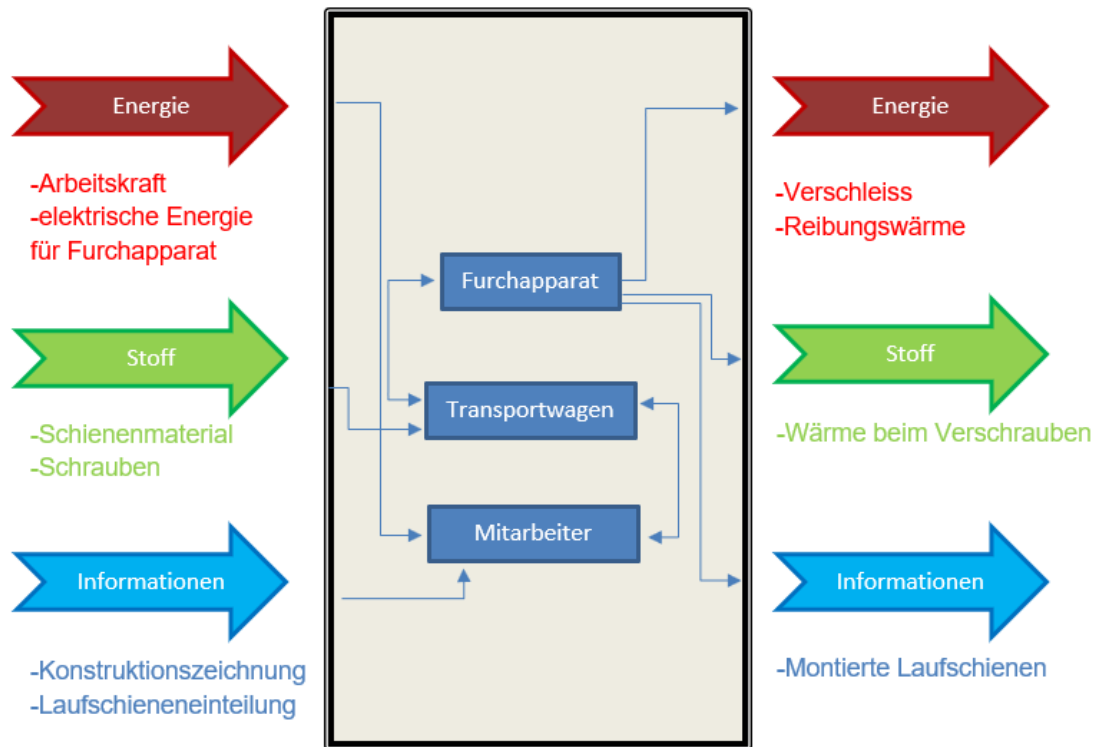 Energie
-Arbeitskraft
-elektrische Energie
für Furchapparat
Stoff
-Schienenmaterial
-Schrauben
Informationen
-Konstruktionszeichnung
-Laufschieneneinteilung
Furchapparat
Transportwagen
Mitarbeiter
Energie
-Verschleiss
-Reibungswärme
Stoff
-Wärme beim Verschrauben
Informationen
-Montierte Laufschienen